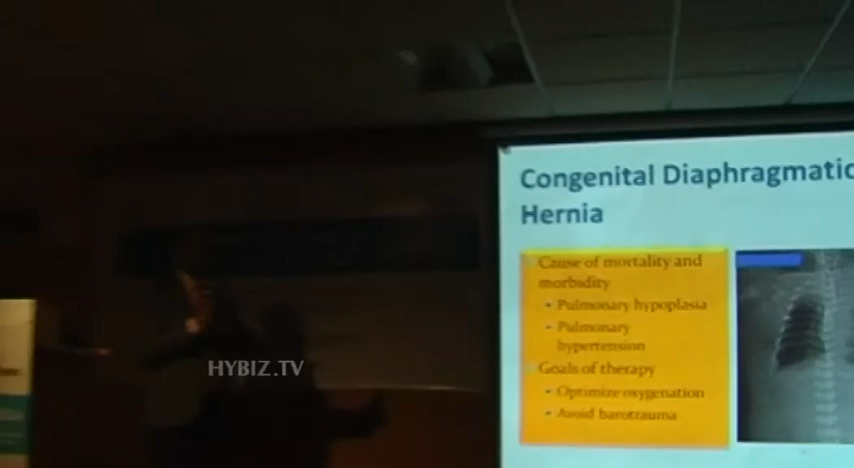 Congenital Diaphragmatic
Hernia
Cause of mortality and
morbidity
• Pulmonary hypoplasia
• Pulmonary
hypertension
Goals of therapy
• Optimize oxygenation
• Avoid barotrauma
HYBIZ.TV